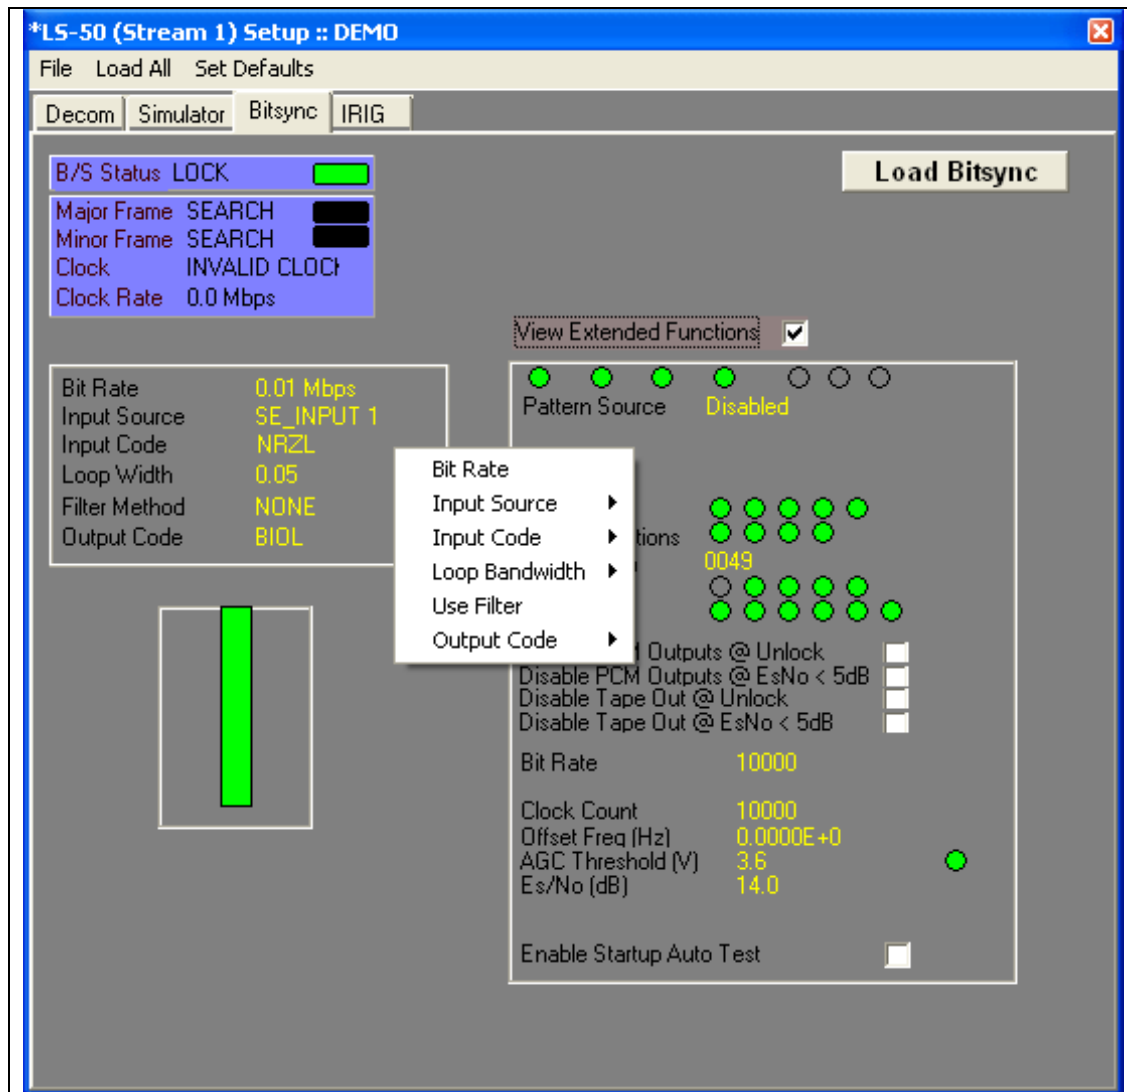 *LS-50 (Stream 1) Setup :: DEMO
File Load All Set Defaults
Decom Simulator Bitsync IRIG
B/S Status LOCK
Load Bitsync
Major Frame SEARCH
Minor Frame SEARCH
Clock INVALID CLOCK
Clock Rate 0.0 Mbps
View Extended Functions
Bit Rate 0.01 Mbps
Input Source SE_INPUT 1
Input Code NRZL
Loop Width 0.05
Filter Method NONE
Output Code BIOL
Pattern Source Disabled
Bit Rate
Input Source
Input Code
Loop Bandwidth
Use Filter
Output Code
tions
0049
Outputs @ Unlock
Disable PCM Outputs @ EsNo < 5dB
Disable Tape Out @ Unlock
Disable Tape Out @ EsNo < 5dB
Bit Rate 10000
Clock Count 10000
Offset Freq (Hz) 0.0000E+0
AGC Threshold (V) 3.6
Es/No (dB) 14.0
Enable Startup Auto Test